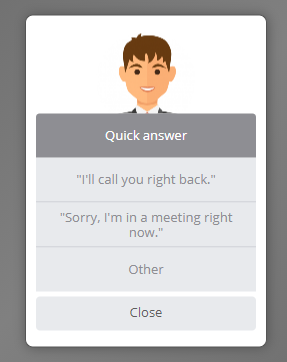 Quick answer
"I'll call you right back."
"Sorry, I'm in a meeting right
now."
Other
Close